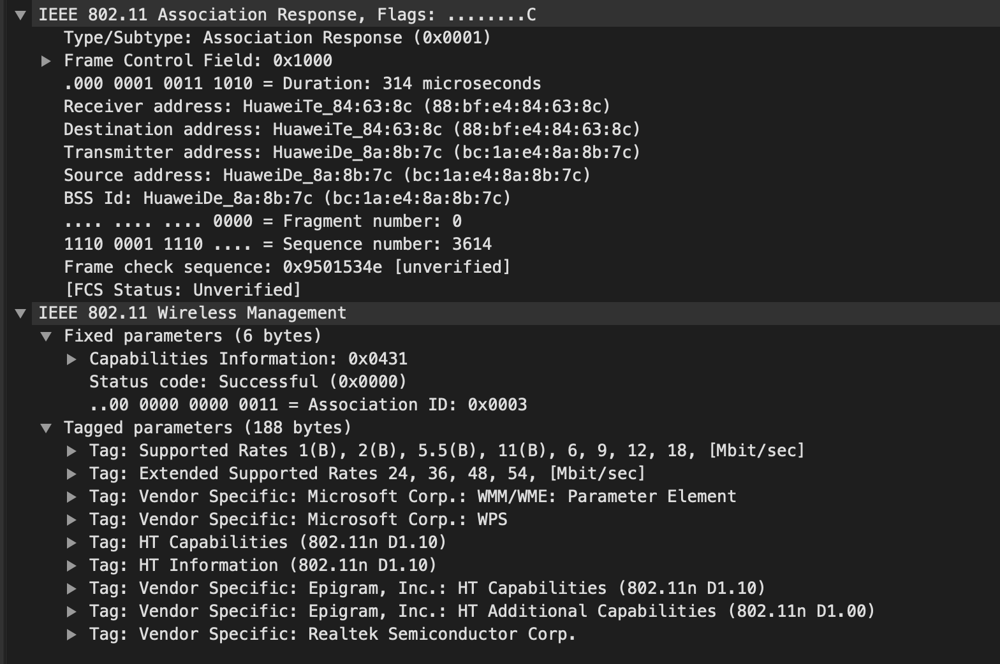 IEEE 802.11 Association Response, Flags: ........C
Type/Subtype: Association Response (0x0001)
Frame Control Field: 0x1000
.000 0001 0011 1010 = Duration: 314 microseconds
Receiver address: HuaweiTe_84:63:8c (88:bf:e4:84:63:8c)
Destination address: HuaweiTe_84:63:8c (88:bf:e4:84:63:8c)
Transmitter address: HuaweiDe_8a:8b:7c (bc:1a:e4:8a:8b:7c)
Source address: HuaweiDe_8a:8b:7c (bc:1a:e4:8a:8b:7c)
BSS Id: HuaweiDe_8a:8b:7c (bc:1a:e4:8a:8b:7c)
.... .... .... 0000 = Fragment number: 0
1110 0001 1110 .... = Sequence number: 3614
Frame check sequence: 0x9501534e [unverified]
[FCS Status: Unverified]
IEEE 802.11 Wireless Management
Fixed parameters (6 bytes)
Capabilities Information: 0x0431
Status code: Successful (0x0000)
..00 0000 0000 0011 = Association ID: 0x0003
Tagged parameters (188 bytes)
Tag: Supported Rates 1(B), 2(B), 5.5(B), 11(B), 6, 9, 12, 18, [Mbit/sec]
Tag: Extended Supported Rates 24, 36, 48, 54, [Mbit/sec]
Tag: Vendor Specific: Microsoft Corp.: WMM/WME: Parameter Element
Tag: Vendor Specific: Microsoft Corp.: WPS
Tag: HT Capabilities (802.11n D1.10)
Tag: HT Information (802.11n D1.10)
Tag: Vendor Specific: Epigram, Inc.: HT Capabilities (802.11n D1.10)
Tag: Vendor Specific: Epigram, Inc.: HT Additional Capabilities (802.11n D1.00)
Tag: Vendor Specific: Realtek Semiconductor Corp.